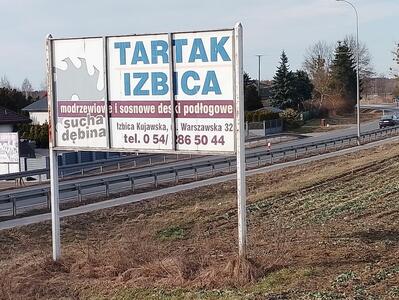 TARTAK
IZBICA
modrzewiowe i sosnowe deski podłogowe
sucha
dębina
Izbica Kujawska, ul. Warszawska 32
tel. 0 54/ 286 50 44